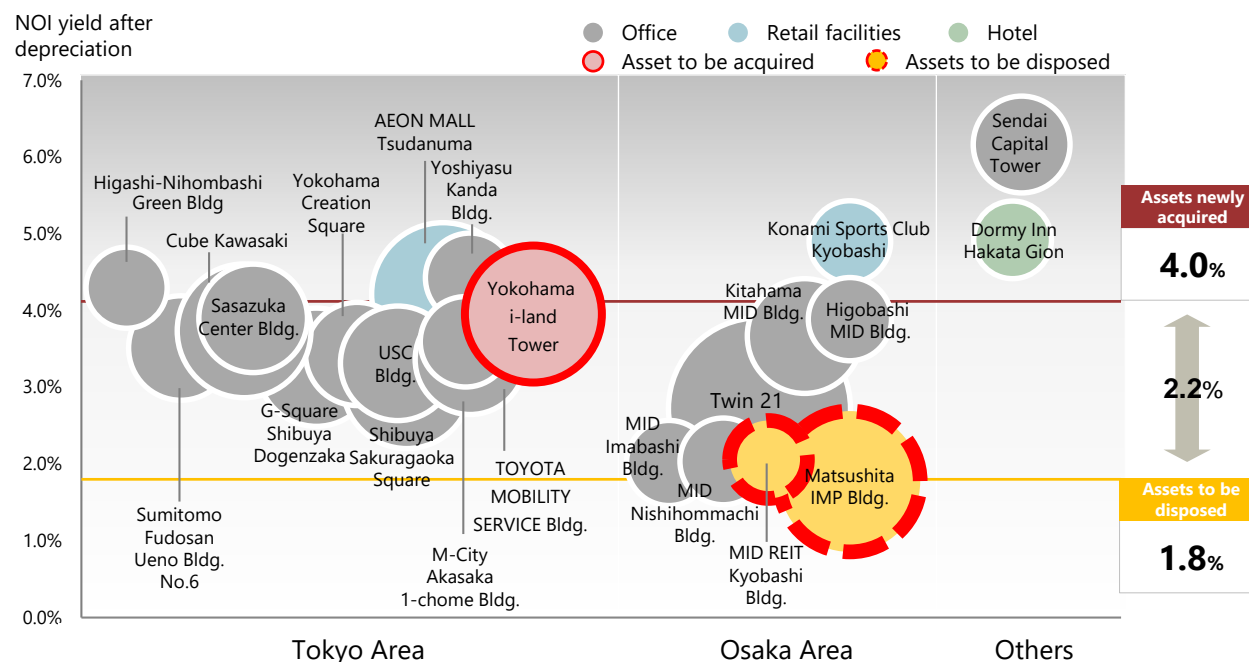 NOI yield after
depreciation
Office
Retail facilities
Hotel
Asset to be acquired
Assets to be disposed
7.0%
6.0%
5.0%
4.0%
3.0%
2.0%
1.0%
0.0%
Higashi-Nihombashi
Green Bldg
Cube Kawasaki
Sasazuka
Center Bldg.
Yokohama
Creation
Square
AEON MALL
Tsudanuma
Yoshiyasu
Kanda
Bldg.
Yokohama
i-land
Tower
USC
Bldg.
G-Square
Shibuya
Dogenzaka
Shibuya
Sakuragaoka
Square
TOYOTA
MOBILITY
SERVICE Bldg.
Sumitomo
Fudosan
Ueno Bldg.
No.6
M-City
Akasaka
1-chome Bldg.
Konami Sports Club
Kyobashi
Kitahama
MID Bldg.
Higobashi
MID Bldg.
Twin 21
MID
Imabashi
Bldg.
MID
Nishihommachi
Bldg.
Matsushita
IMP Bldg.
MID REIT
Kyobashi
Bldg.
Sendai
Capital
Tower
Dormy Inn
Hakata Gion
Assets newly
acquired
4.0%
2.2%
Assets to be
disposed
1.8%
Tokyo Area
Osaka Area
Others